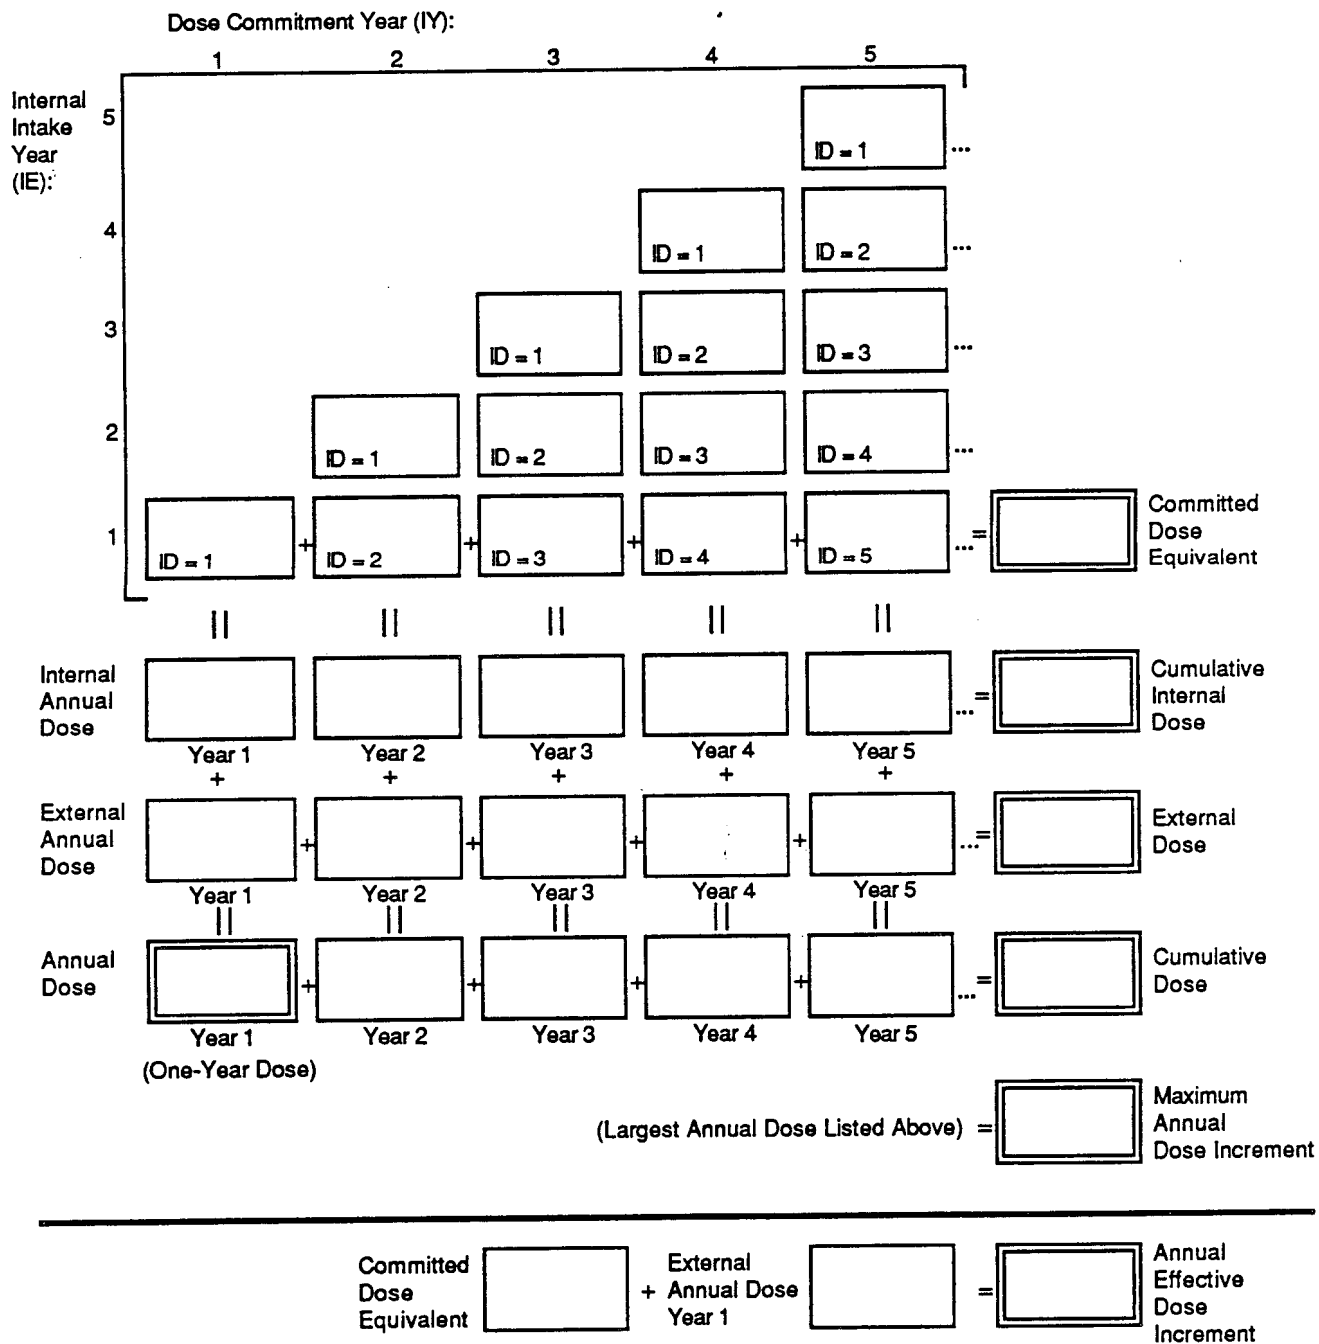 Dose Commitment Year (IY):
1 2 3 4 5
Internal
Intake
Year
(IE):
5
ID = 1 ...
4
ID = 1 ID = 2 ...
3
ID = 1 ID = 2 ID = 3 ...
2
ID = 1 ID = 2 ID = 3 ID = 4 ...
1
ID = 1 + ID = 2 + ID = 3 + ID = 4 + ID = 5 ... =
Committed
Dose
Equivalent
|| || || || ||
Internal
Annual
Dose
... =
Cumulative
Internal
Dose
Year 1 Year 2 Year 3 Year 4 Year 5
+ + + + +
External
Annual
Dose
+ + + + ... =
External
Dose
Year 1 Year 2 Year 3 Year 4 Year 5
|| || || || ||
Annual
Dose
+ + + + ... =
Cumulative
Dose
Year 1 Year 2 Year 3 Year 4 Year 5
(One-Year Dose)
(Largest Annual Dose Listed Above) =
Maximum
Annual
Dose Increment
Committed
Dose
Equivalent
+
External
Annual Dose
Year 1
=
Annual
Effective
Dose
Increment